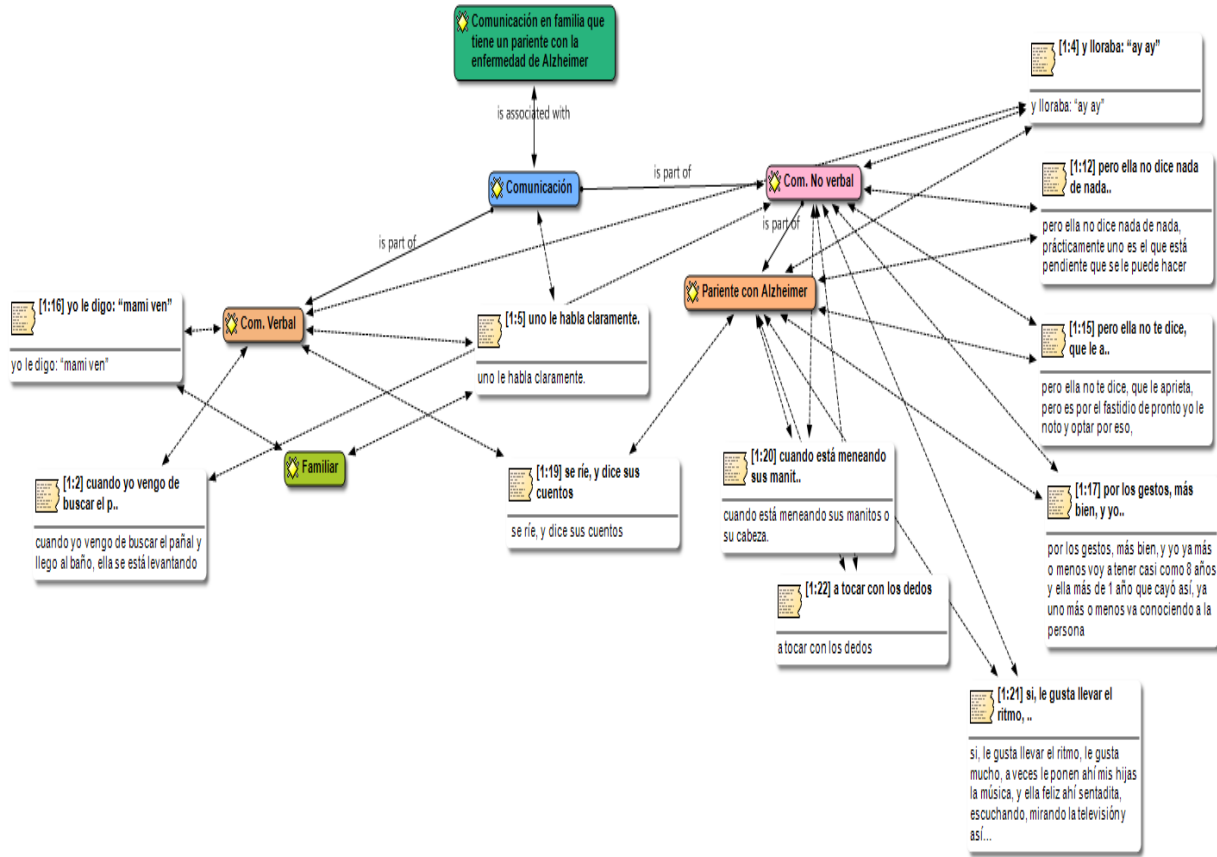 Comunicación en familia que
tiene un pariente con la
enfermedad de Alzheimer
is associated with
Comunicación
is part of
Com. No verbal
is part of
is part of
Pariente con Alzheimer
Com. Verbal
Familiar
[1:4] y lloraba: “ay ay”
y lloraba: “ay ay”
[1:12] pero ella no dice nada
de nada..
pero ella no dice nada de nada,
prácticamente uno es el que está
pendiente que se le puede hacer
[1:16] yo le digo: “mami ven”
yo le digo: “mami ven”
[1:5] uno le habla claramente.
uno le habla claramente.
[1:15] pero ella no te dice,
que le a..
pero ella no te dice, que le aprieta,
pero es por el fastidio de pronto yo le
noto y optar por eso,
[1:2] cuando yo vengo de
buscar el p..
cuando yo vengo de buscar el pañal y
llego al baño, ella se está levantando
[1:19] se ríe, y dice sus
cuentos
se ríe, y dice sus cuentos
[1:20] cuando está meneando
sus manit..
cuando está meneando sus manitos o
su cabeza.
[1:17] por los gestos, más
bien, y yo..
por los gestos, más bien, y yo ya más
o menos voy a tener casi como 8 años
y ella más de 1 año que cayó así, ya
uno más o menos va conociendo a la
persona
[1:22] a tocar con los dedos
a tocar con los dedos
[1:21] si, le gusta llevar el
ritmo, ..
si, le gusta llevar el ritmo, le gusta
mucho, a veces le ponen ahí mis hijas
la música, y ella feliz ahí sentadita,
escuchando, mirando la televisión y
así...